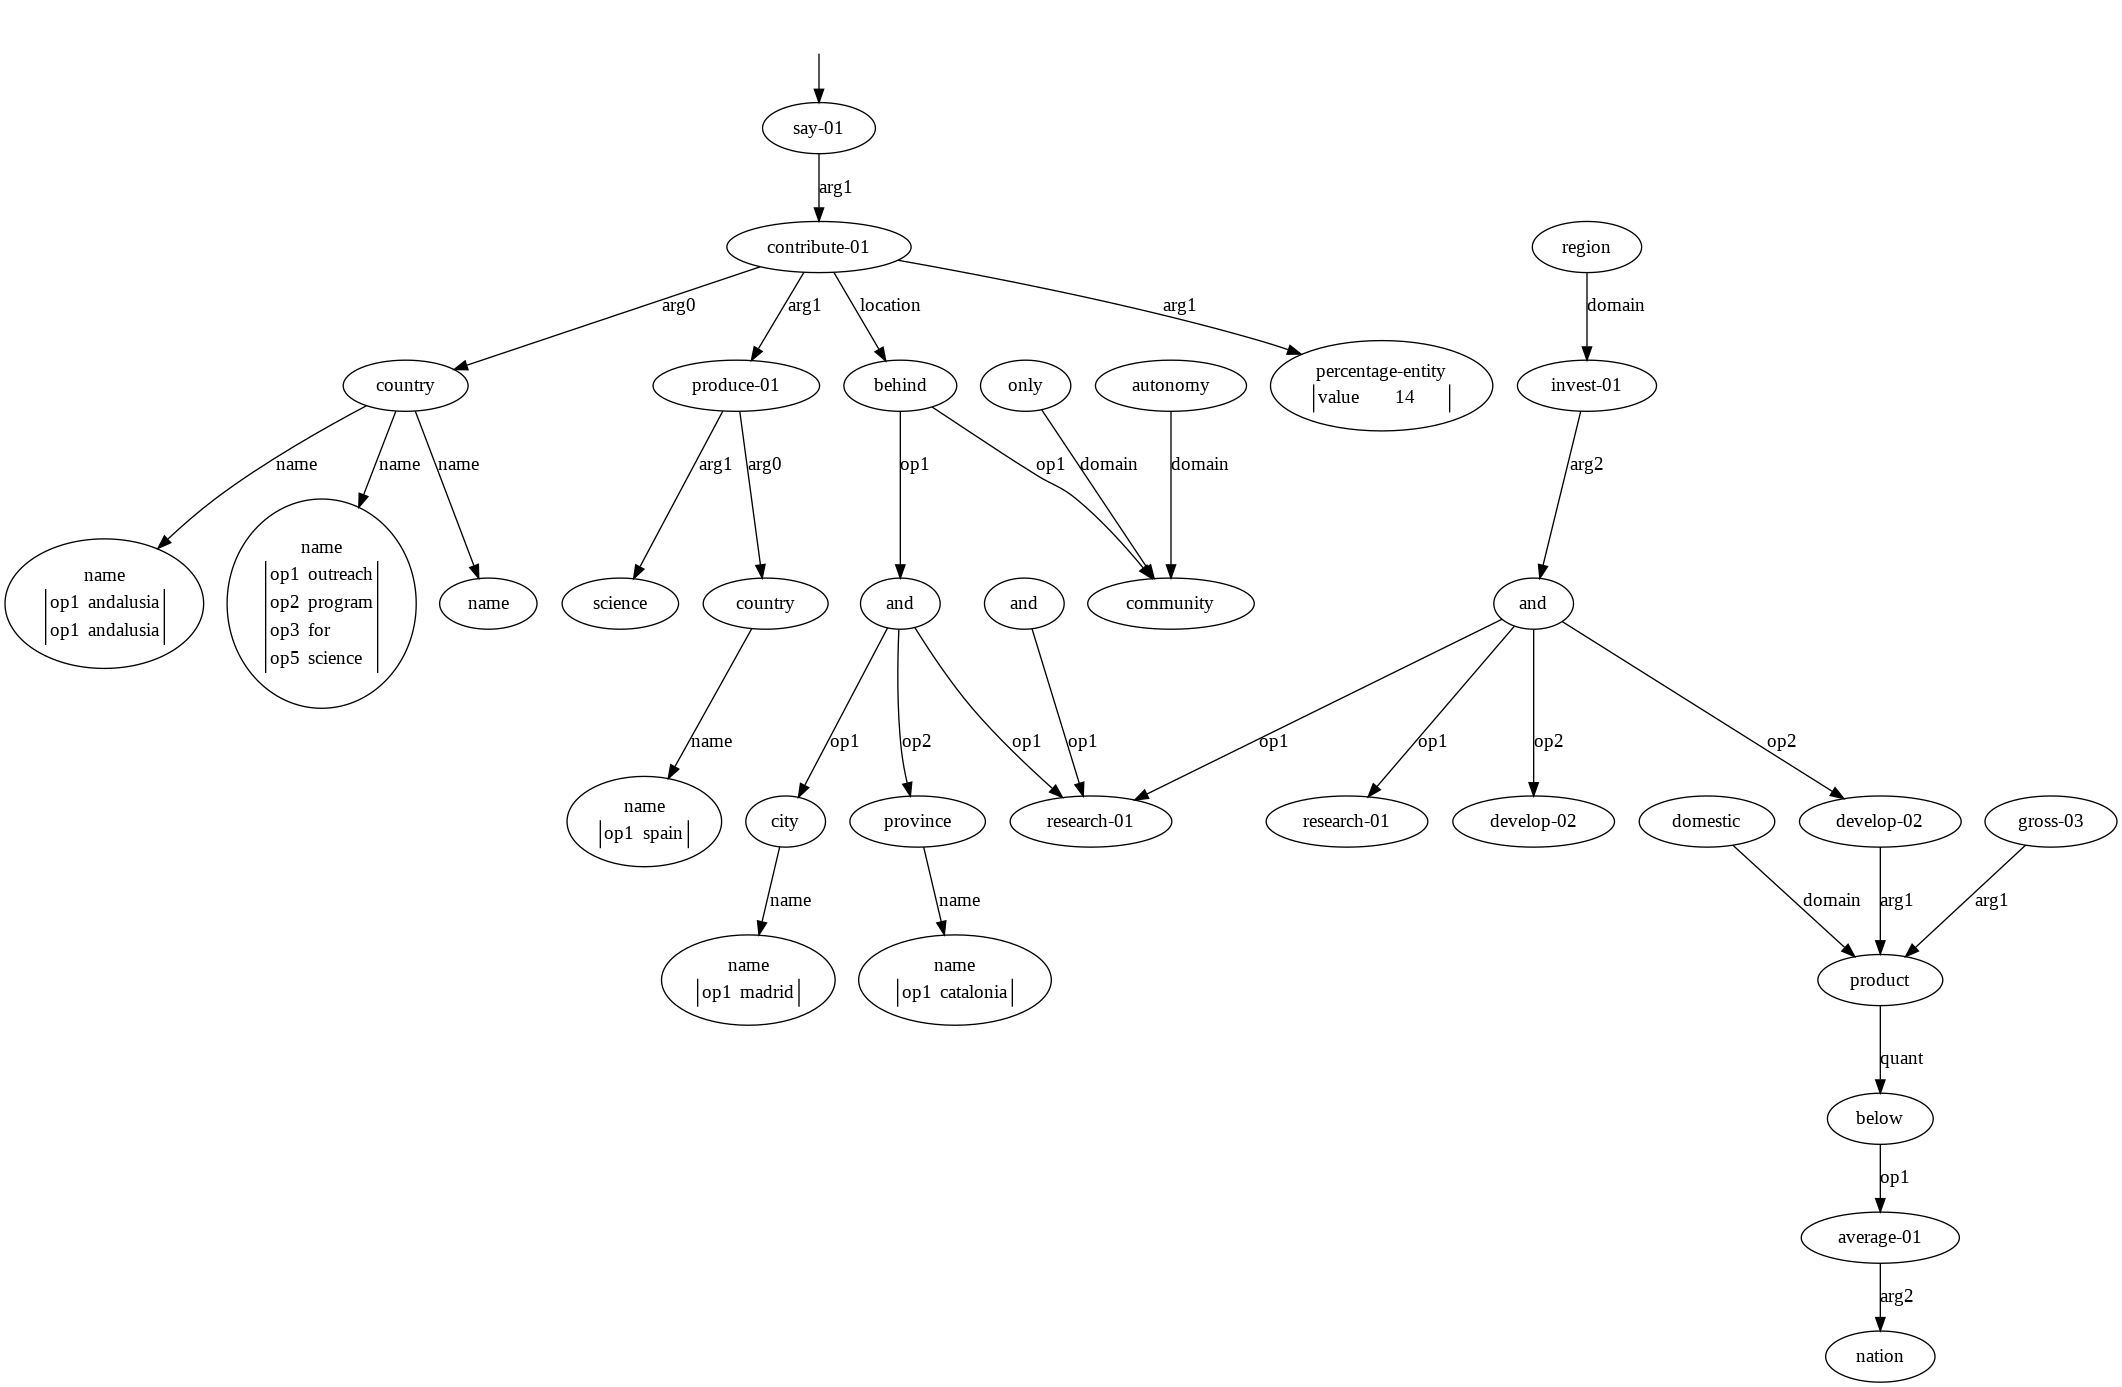 say-01
arg1
contribute-01
region
arg0
arg1
location
arg1
domain
country
produce-01
behind
only
autonomy
percentage-entity
value 14
invest-01
name
name
name
arg1
arg0
op1
op1
domain
domain
arg2
name
op1 andalusia
op1 andalusia
name
op1 outreach
op2 program
op3 for
op5 science
name
science
country
and
and
community
and
name
op1
op2
op1
op1
op1
op1
op2
op2
name
op1 spain
city
province
research-01
research-01
develop-02
domestic
develop-02
gross-03
name
name
domain
arg1
arg1
name
op1 madrid
name
op1 catalonia
product
quant
below
op1
average-01
arg2
nation